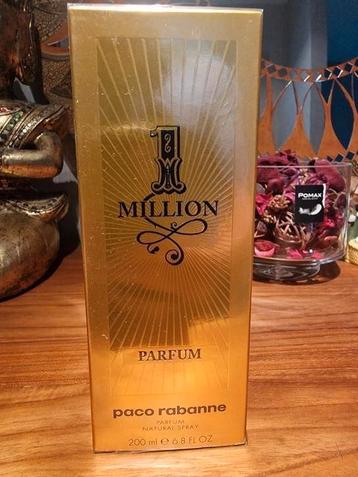 1
MILLION
PARFUM
paco rabanne
PARFUM
NATURAL SPRAY
200 ml ℮ 6.8 FL OZ
POMAX